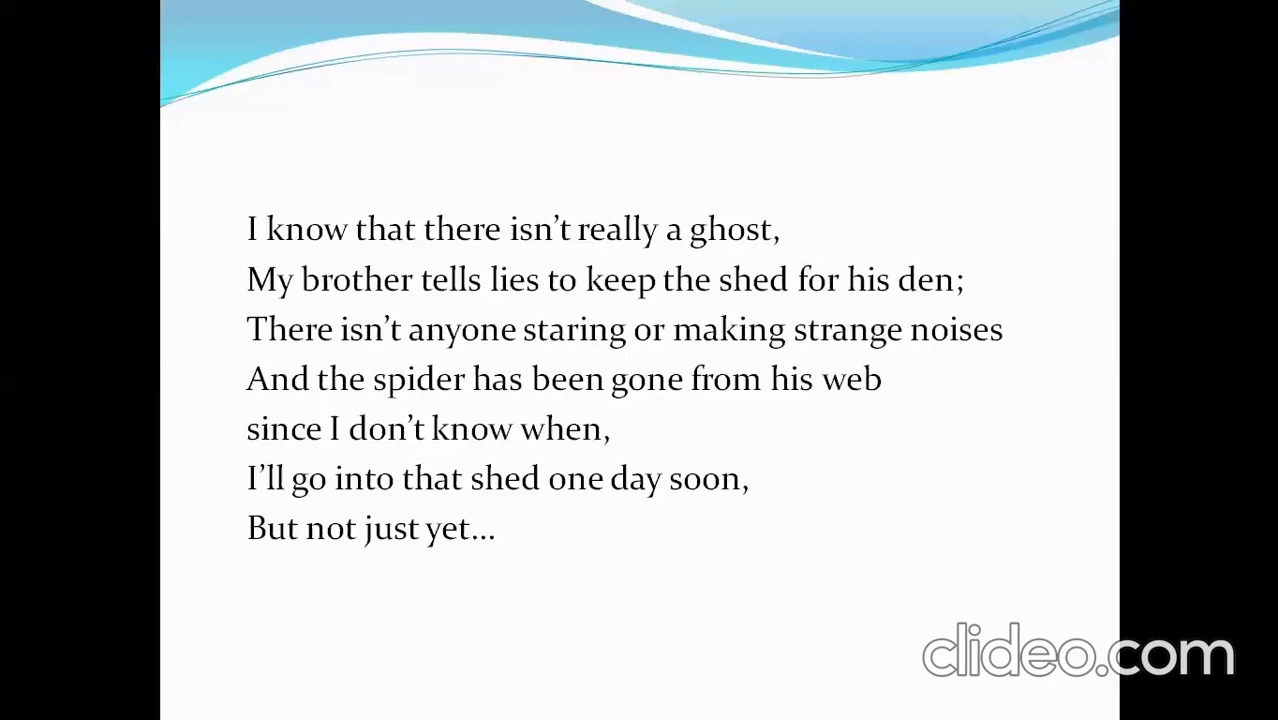 I know that there isn’t really a ghost,
My brother tells lies to keep the shed for his den;
There isn’t anyone staring or making strange noises
And the spider has been gone from his web
since I don’t know when,
I’ll go into that shed one day soon,
But not just yet...
clideo.com